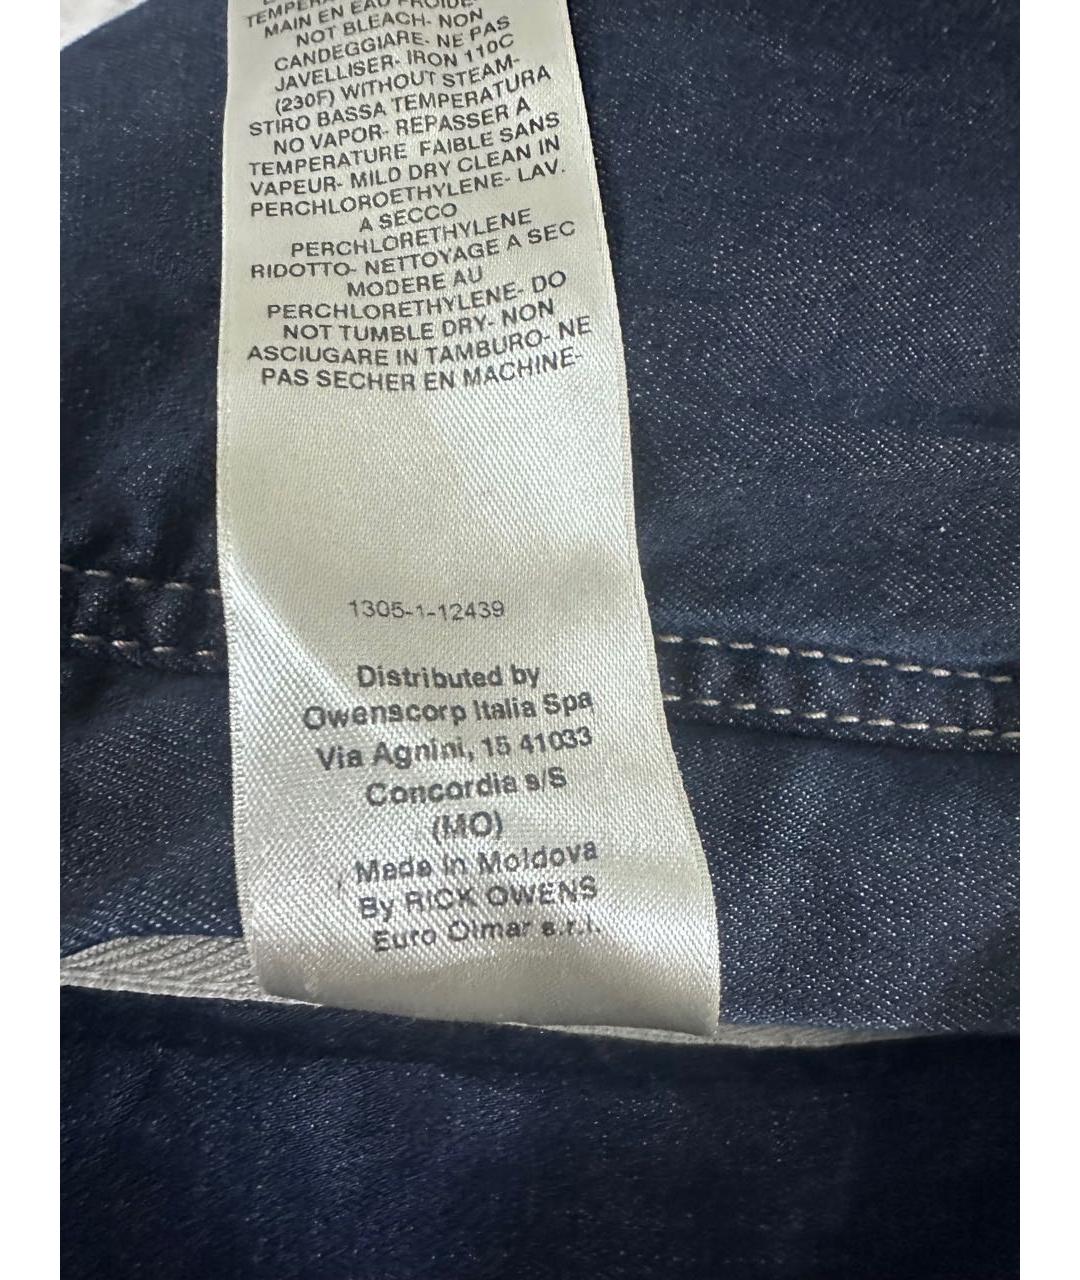 TEMPERA
MAIN EN EAU FROIDE-
NOT BLEACH- NON
CANDEGGIARE- NE PAS
JAVELLISER- IRON 110C
(230F) WITHOUT STEAM-
STIRO BASSA TEMPERATURA
NO VAPOR- REPASSER A
TEMPERATURE FAIBLE SANS
VAPEUR- MILD DRY CLEAN IN
PERCHLOROETHYLENE- LAV.
A SECCO
PERCHLORETHYLENE
RIDOTTO- NETTOYAGE A SEC
MODERE AU
PERCHLORETHYLENE- DO
NOT TUMBLE DRY- NON
ASCIUGARE IN TAMBURO- NE
PAS SECHER EN MACHINE-
1305-1-12439
Distributed by
Owenscorp Italia Spa
Via Agnini, 15 41033
Concordia s/S
(MO)
Made in Moldova
By RICK OWENS
Euro Olmar s.r.l.